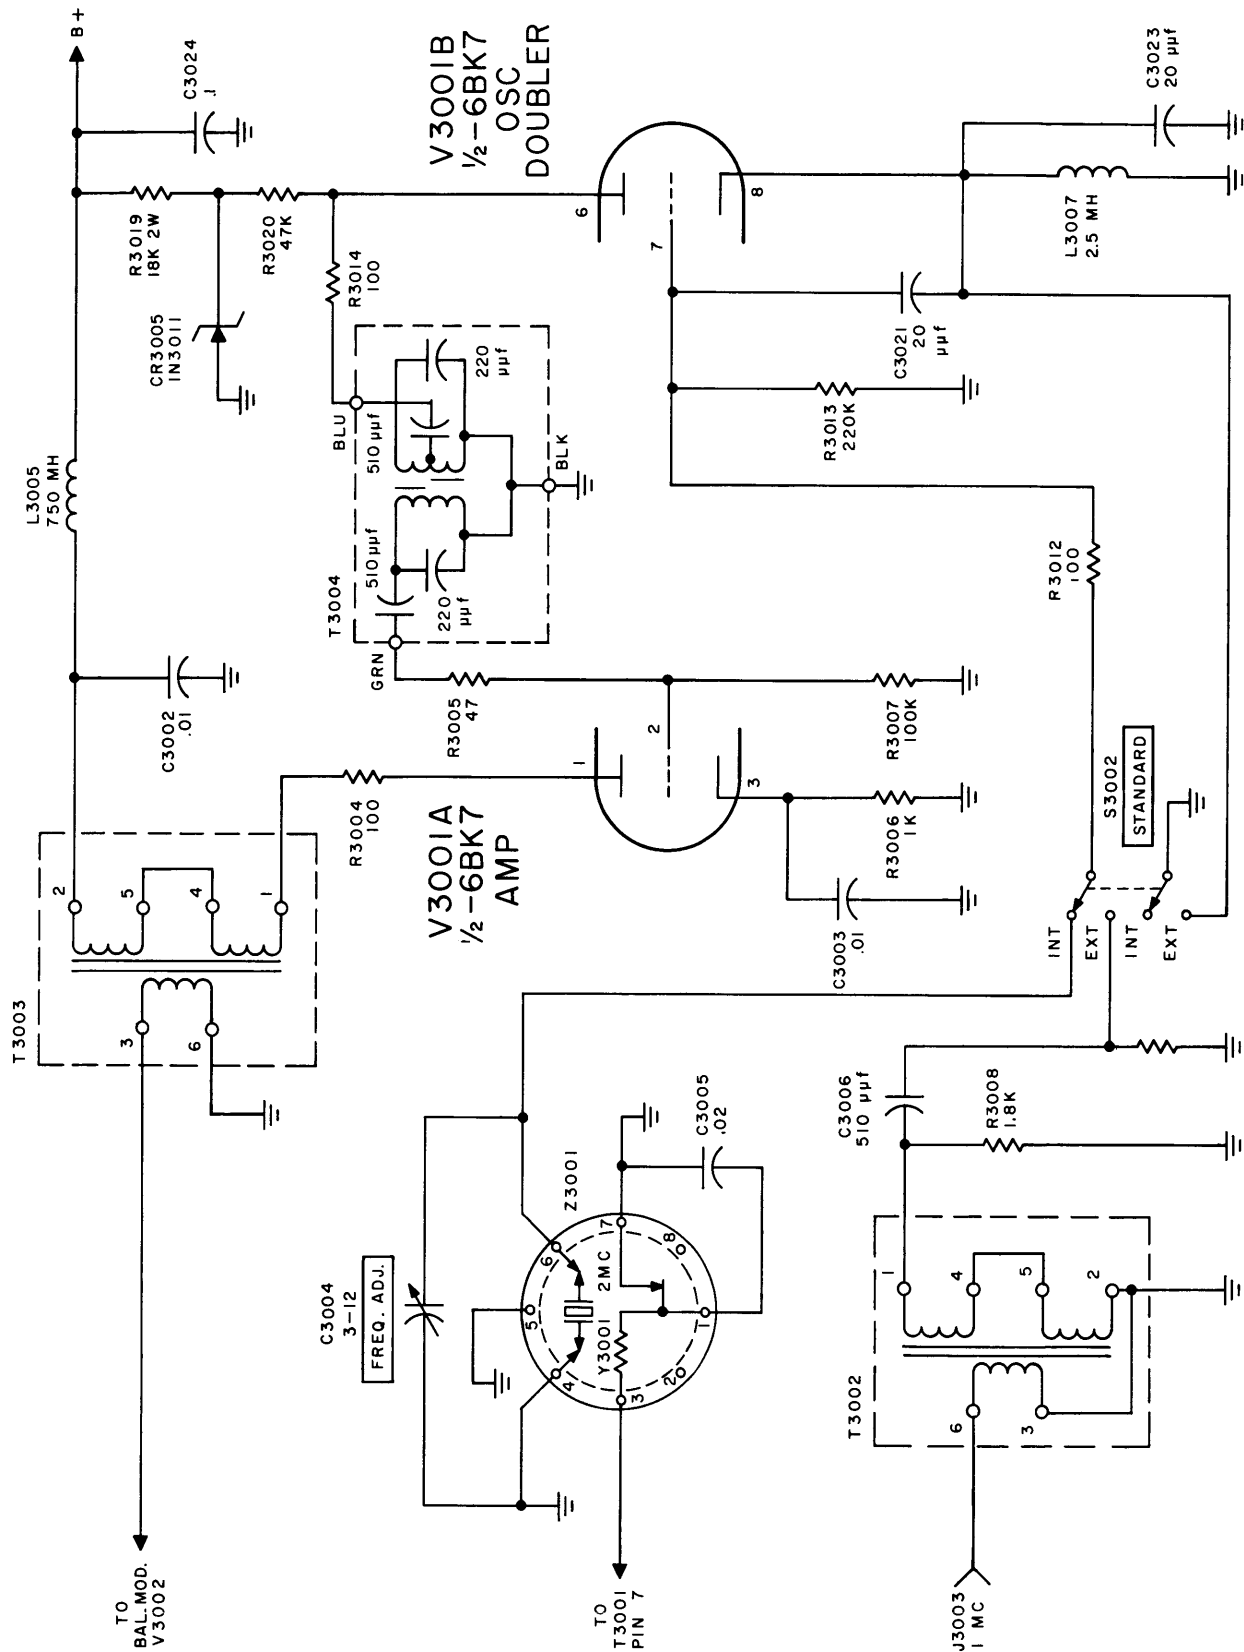 TO
BAL. MOD.
V3002
T3003
3
6
2
5
4
1
C3002
.01
L3005
750 MH
B+
C3024
.1
R3019
18K 2W
CR3005
1N3011
R3020
47K
R3014
100
R3004
100
T3004
GRN
510 µµf
220
µµf
BLU
510 µµf
220
µµf
BLK
R3005
47
V3001A
½-6BK7
AMP
1
2
3
V3001B
½-6BK7
OSC
DOUBLER
6
7
8
C3004
3-12
FREQ. ADJ.
Z3001
4
5
6
Y3001
2MC
3
7
2
1
8
TO
T3001
PIN 7
C3005
.02
C3003
.01
R3006
1K
R3007
100K
R3013
220K
C3021
20
µµf
L3007
2.5 MH
C3023
20 µµf
R3012
100
T3002
6
3
1
4
5
2
C3006
510 µµf
R3008
1.8K
J3003
1 MC
INT
EXT
INT
EXT
S3002
STANDARD